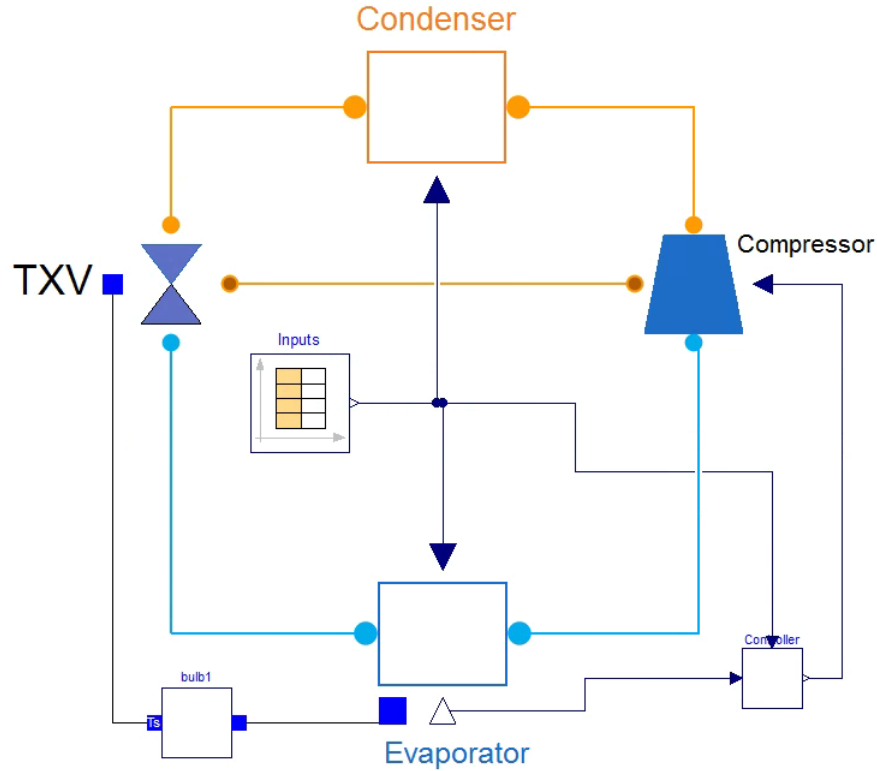 Condenser
Compressor
TXV
Inputs
Controller
bulb1
Ts
Evaporator